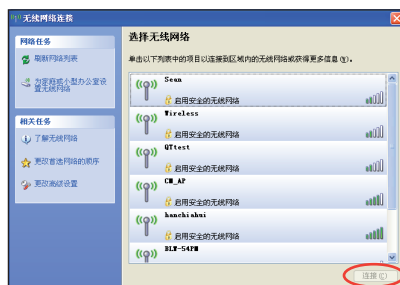 无线网络连接
网络任务
刷新网络列表
为家庭或小型办公室设
置无线网络
相关任务
了解无线网络
更改首选网络的顺序
更改高级设置
选择无线网络
单击以下列表中的项目以连接到区域内的无线网络或获得更多信息(W)。
Sean
启用安全的无线网络
Wireless
启用安全的无线网络
QTtest
启用安全的无线网络
CM_AP
启用安全的无线网络
hanchiahui
启用安全的无线网络
BLW-54PM
连接(C)